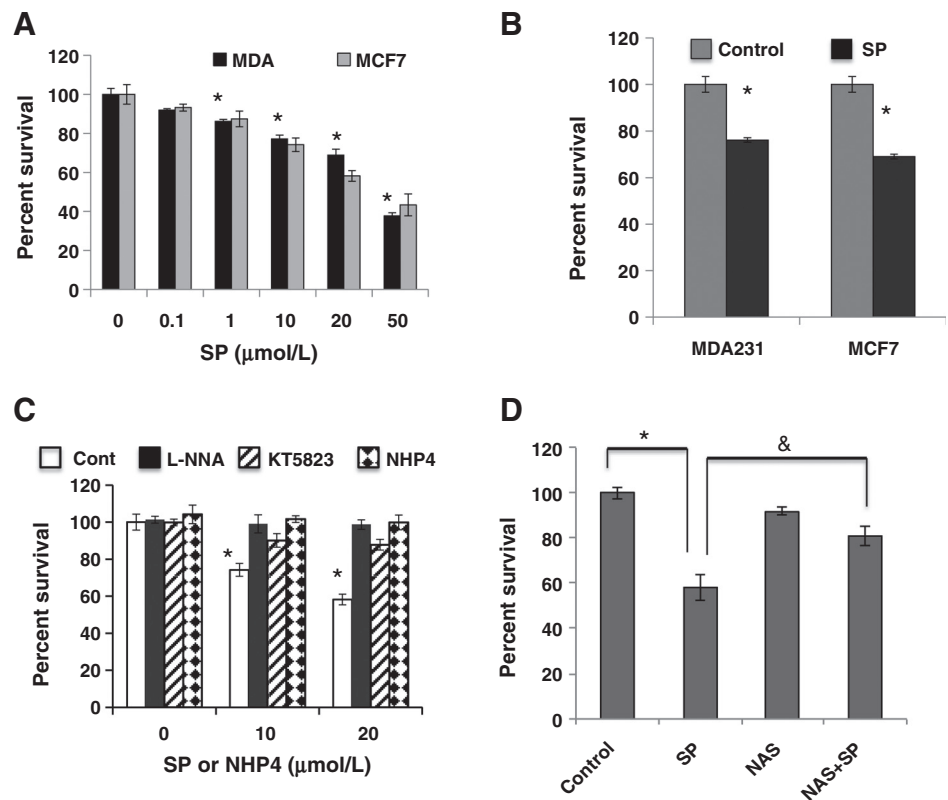 A
MDA MCF7
Percent survival
120
100
80
60
40
20
0
* * * *
0 0.1 1 10 20 50
SP (μmol/L)
B
Control SP
Percent survival
120
100
80
60
40
20
0
* *
MDA231 MCF7
C
Cont L-NNA KT5823 NHP4
Percent survival
120
100
80
60
40
20
0
* *
0 10 20
SP or NHP4 (μmol/L)
D
Percent survival
120
100
80
60
40
20
0
* &
Control SP NAS NAS+SP